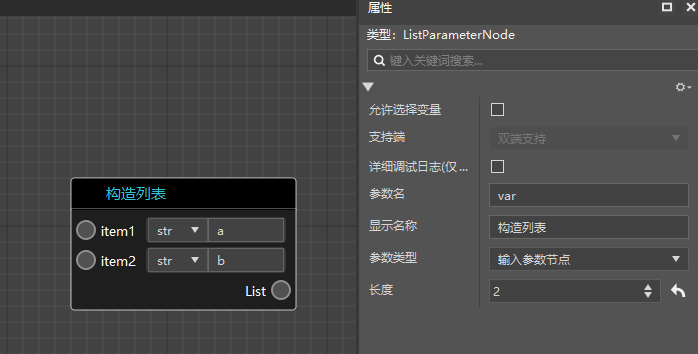 属性
类型：ListParameterNode
键入关键词搜索...
允许选择变量
支持端
双端支持
详细调试日志(仅 ...
参数名
var
显示名称
构造列表
参数类型
输入参数节点
长度
2
构造列表
item1
str
a
item2
str
b
List